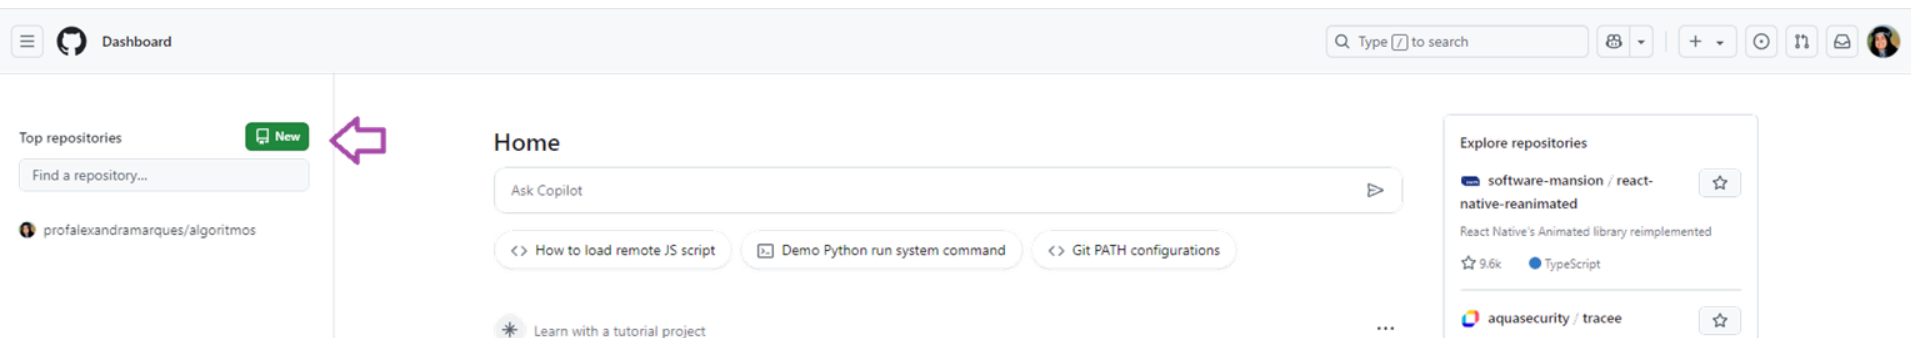 Dashboard
Type / to search
Top repositories
New
Find a repository...
profalexandramarques/algoritmos
Home
Ask Copilot
How to load remote JS script
Demo Python run system command
Git PATH configurations
Learn with a tutorial project
Explore repositories
software-mansion / react-
native-reanimated
React Native's Animated library reimplemented
9.6k TypeScript
aquasecurity / tracee